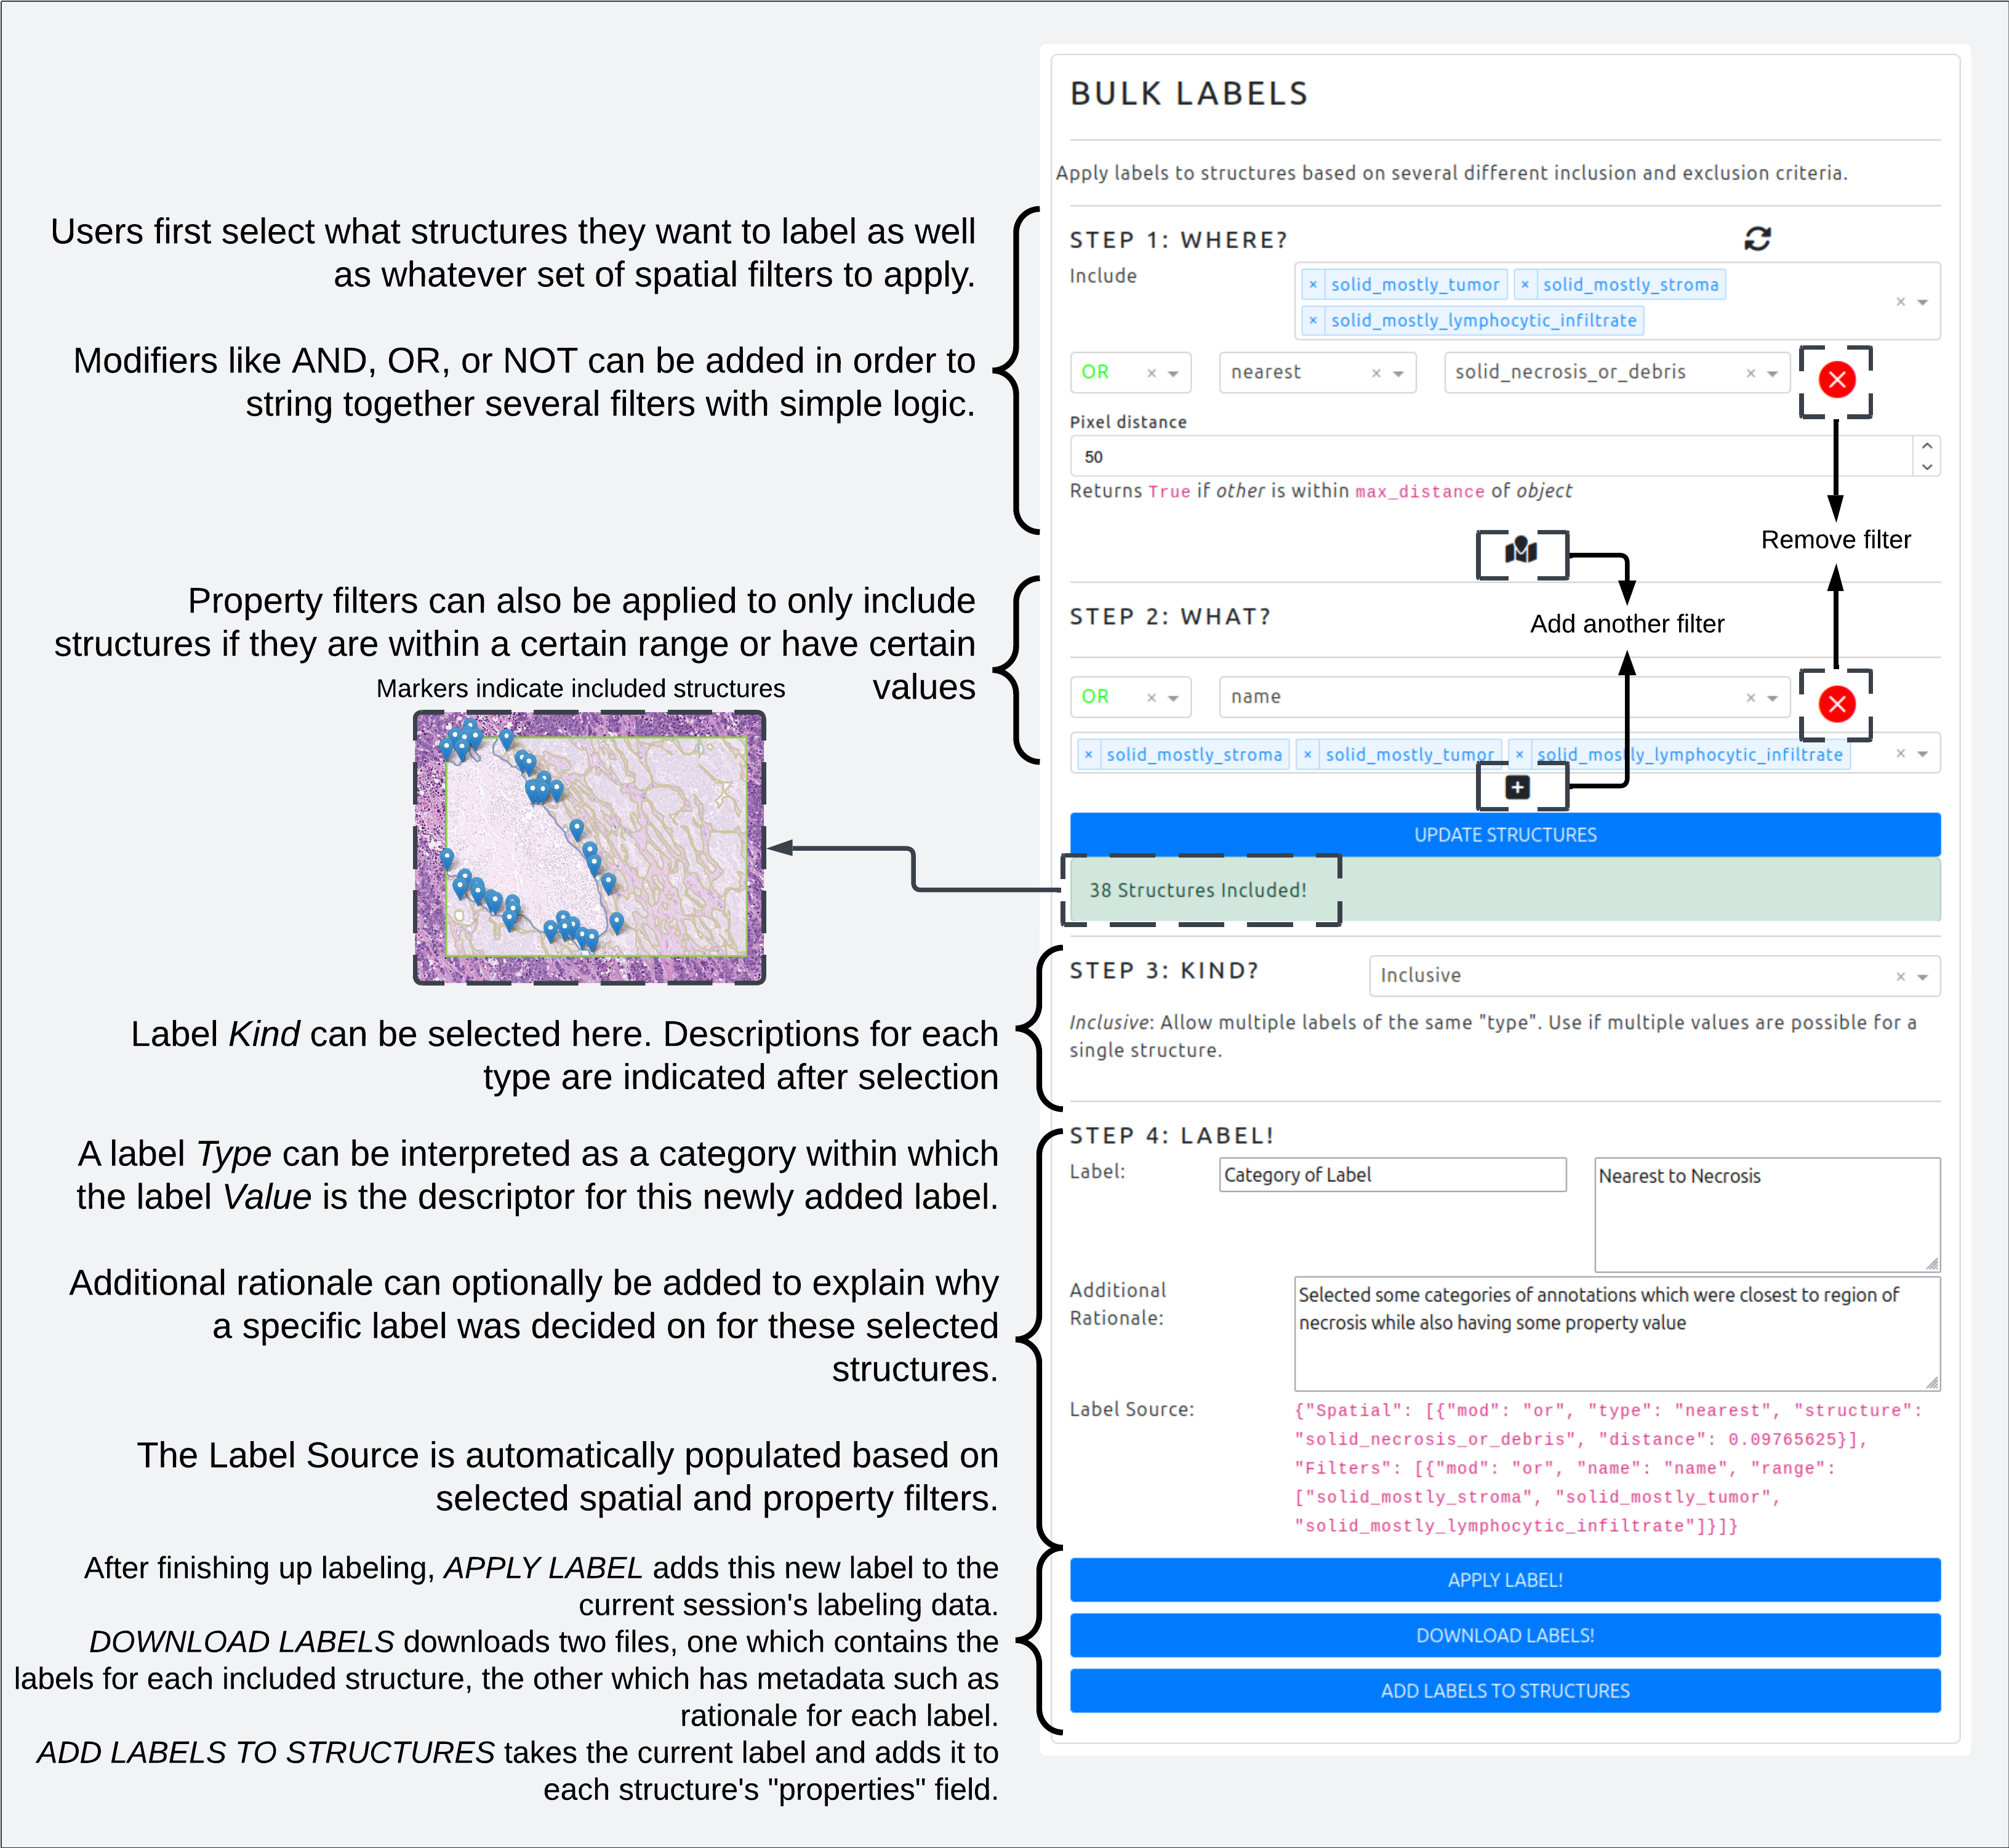 BULK LABELS
Apply labels to structures based on several different inclusion and exclusion criteria.
Users first select what structures they want to label as well
as whatever set of spatial filters to apply.
Modifiers like AND, OR, or NOT can be added in order to
string together several filters with simple logic.
STEP 1: WHERE?
Include
× solid_mostly_tumor × solid_mostly_stroma
× solid_mostly_lymphocytic_infiltrate
OR × nearest × solid_necrosis_or_debris ×
Pixel distance
50
Returns True if other is within max_distance of object
Remove filter
Add another filter
Property filters can also be applied to only include
structures if they are within a certain range or have certain
values
STEP 2: WHAT?
OR × name ×
× solid_mostly_stroma × solid_mostly_tumor × solid_mostly_lymphocytic_infiltrate ×
UPDATE STRUCTURES
38 Structures Included!
Markers indicate included structures
Label Kind can be selected here. Descriptions for each
type are indicated after selection
STEP 3: KIND?
Inclusive ×
Inclusive: Allow multiple labels of the same "type". Use if multiple values are possible for a
single structure.
A label Type can be interpreted as a category within which
the label Value is the descriptor for this newly added label.
Additional rationale can optionally be added to explain why
a specific label was decided on for these selected
structures.
The Label Source is automatically populated based on
selected spatial and property filters.
STEP 4: LABEL!
Label:
Category of Label
Nearest to Necrosis
Additional
Rationale:
Selected some categories of annotations which were closest to region of
necrosis while also having some property value
Label Source:
{"Spatial": [{"mod": "or", "type": "nearest", "structure":
"solid_necrosis_or_debris", "distance": 0.09765625}],
"Filters": [{"mod": "or", "name": "name", "range":
["solid_mostly_stroma", "solid_mostly_tumor",
"solid_mostly_lymphocytic_infiltrate"]}]}
After finishing up labeling, APPLY LABEL adds this new label to the
current session's labeling data.
DOWNLOAD LABELS downloads two files, one which contains the
labels for each included structure, the other which has metadata such as
rationale for each label.
ADD LABELS TO STRUCTURES takes the current label and adds it to
each structure's "properties" field.
APPLY LABEL!
DOWNLOAD LABELS!
ADD LABELS TO STRUCTURES